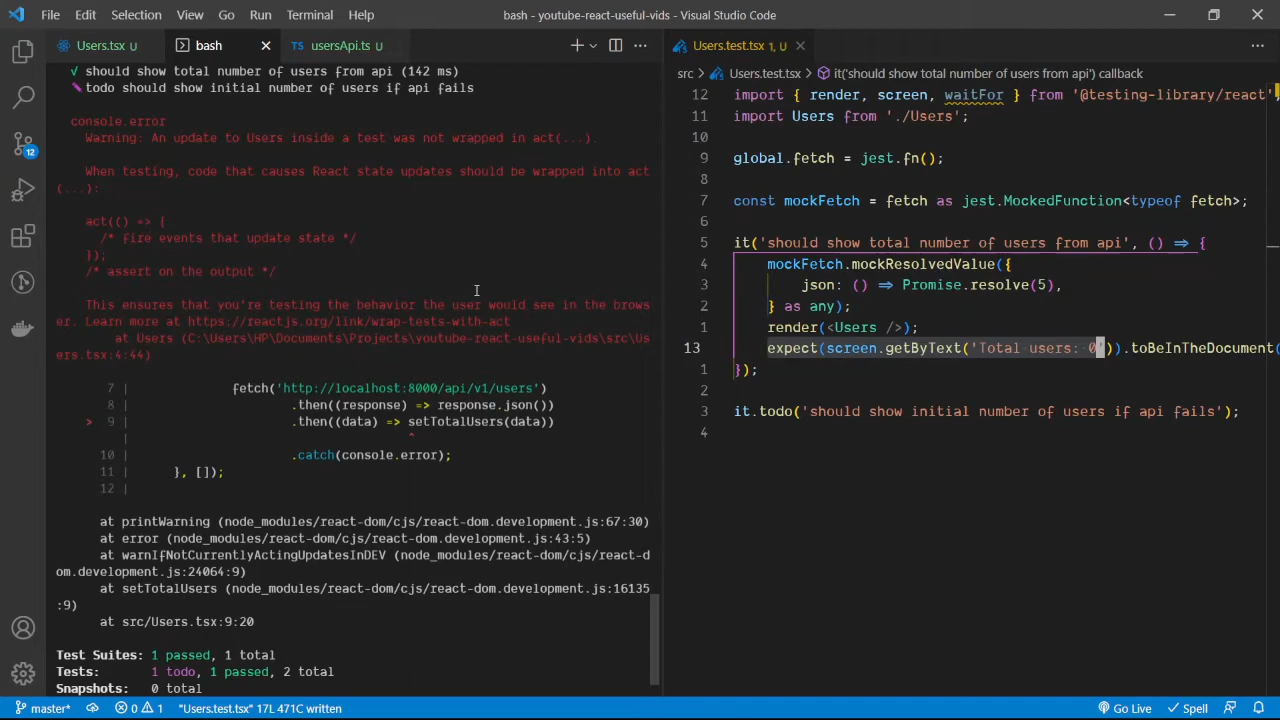 File Edit Selection View Go Run Terminal Help
bash - youtube-react-useful-vids - Visual Studio Code
Users.tsx
bash
TS usersApi.ts
√ should show total number of users from api (142 ms)
✎ todo should show initial number of users if api fails
console.error
Warning: An update to Users inside a test was not wrapped in act(...).
When testing, code that causes React state updates should be wrapped into act
(...):
act(() => {
/* fire events that update state */
});
/* assert on the output */
This ensures that you're testing the behavior the user would see in the brows
er. Learn more at https://reactjs.org/link/wrap-tests-with-act
at Users (C:\Users\HP\Documents\Projects\youtube-react-useful-vids\src\Us
ers.tsx:4:44)
7 | fetch('http://localhost:8000/api/v1/users')
8 | .then((response) => response.json())
> 9 | .then((data) => setTotalUsers(data))
| ^
10 | .catch(console.error);
11 | }, []);
12 |
at printWarning (node_modules/react-dom/cjs/react-dom.development.js:67:30)
at error (node_modules/react-dom/cjs/react-dom.development.js:43:5)
at warnIfNotCurrentlyActingUpdatesInDEV (node_modules/react-dom/cjs/react-d
om.development.js:24064:9)
at setTotalUsers (node_modules/react-dom/cjs/react-dom.development.js:16135
:9)
at src/Users.tsx:9:20
Test Suites: 1 passed, 1 total
Tests: 1 todo, 1 passed, 2 total
Snapshots: 0 total
Users.test.tsx 1, U
src > Users.test.tsx > it('should show total number of users from api') callback
12 import { render, screen, waitFor } from '@testing-library/react';
11 import Users from './Users';
10
9 global.fetch = jest.fn();
8
7 const mockFetch = fetch as jest.MockedFunction<typeof fetch>;
6
5 it('should show total number of users from api', () => {
4 mockFetch.mockResolvedValue({
3 json: () => Promise.resolve(5),
2 } as any);
1 render(<Users />);
13 expect(screen.getByText('Total users: 0')).toBeInTheDocument(
1 });
2
3 it.todo('should show initial number of users if api fails');
4
12
master* 0 1 "Users.test.tsx" 17L 471C written
Go Live Spell